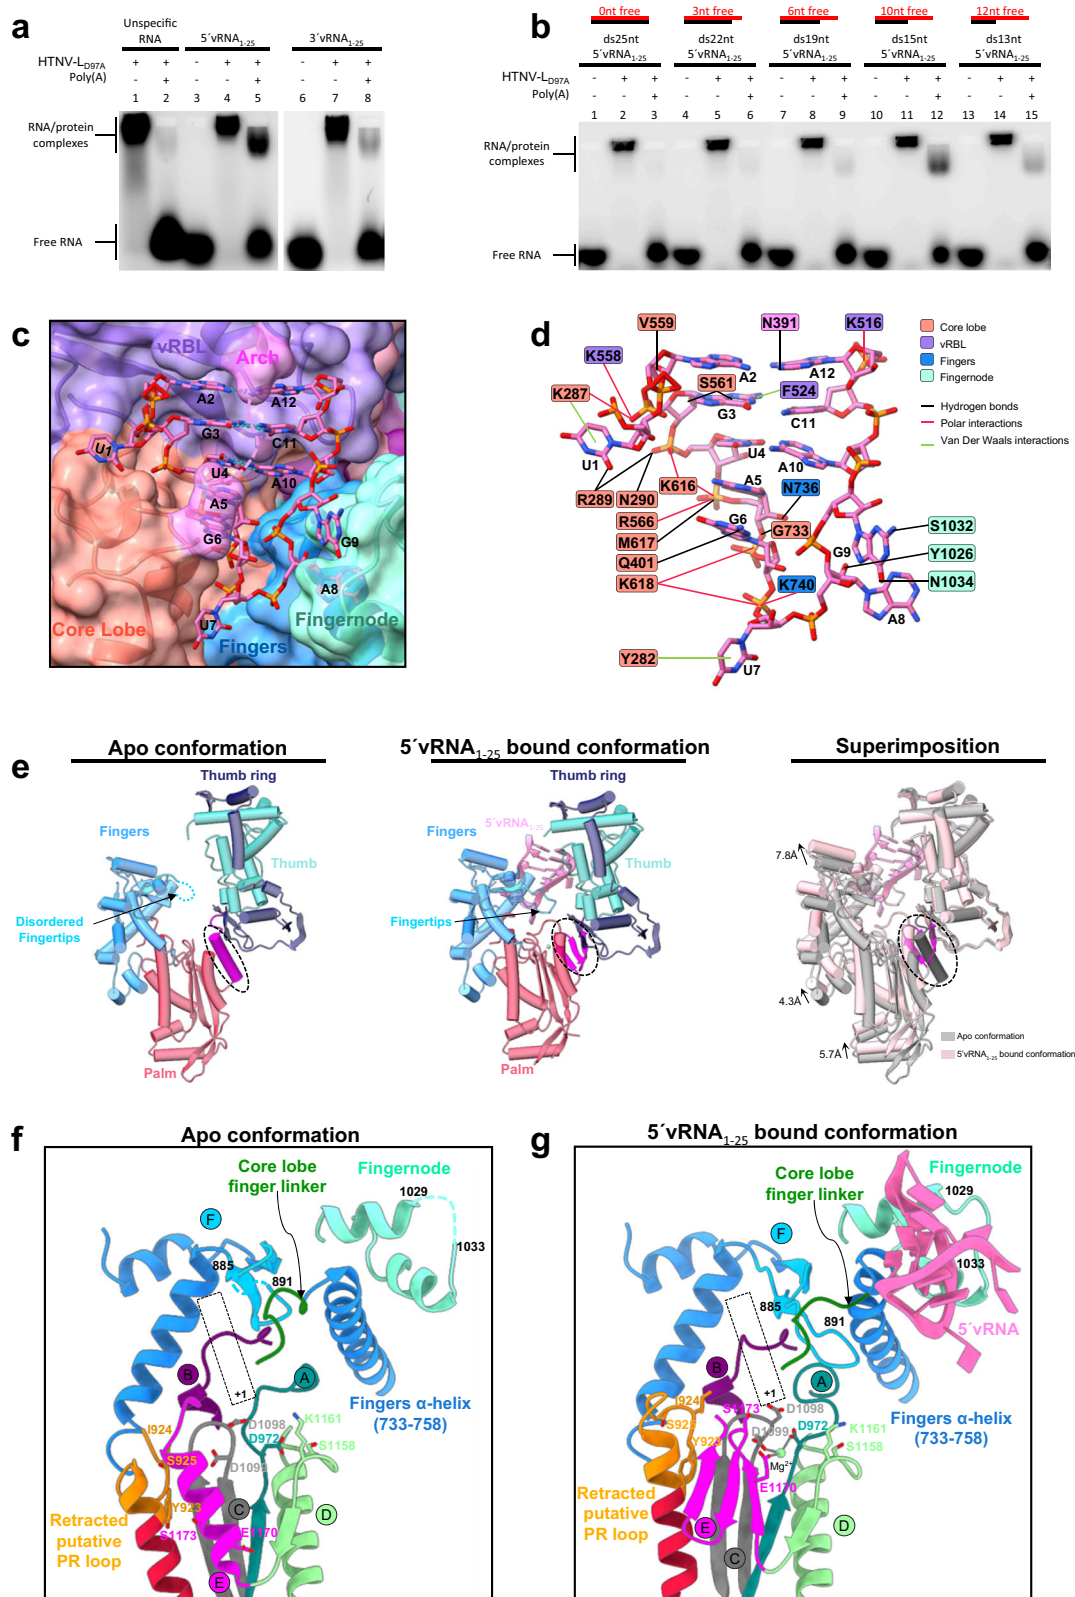 a
Unspecific RNA
5´vRNA1-25
3´vRNA1-25
HTNV-LD97A + + - + + - + +
Poly(A) + + +
1 2 3 4 5 6 7 8
RNA/protein complexes
Free RNA
b
0nt free 3nt free 6nt free 10nt free 12nt free
ds25nt ds22nt ds19nt ds15nt ds13nt
5´vRNA1-25 5´vRNA1-25 5´vRNA1-25 5´vRNA1-25 5´vRNA1-25
HTNV-LD97A - + + - + + - + + - + + - + +
Poly(A) - - + - - + - - + - - + - - +
1 2 3 4 5 6 7 8 9 10 11 12 13 14 15
RNA/protein complexes
Free RNA
c
vRBL
Arch
A2
A12
G3
C11
U1
U4
A10
A5
G6
G9
A8
U7
Core Lobe
Fingers
Fingernode
d
V559
N391
K516
K558
A2
A12
S561
K287
G3
F524
C11
U1
U4
A10
K616
A5
N736
R289
N290
R566
G6
G733
S1032
M617
Q401
G9
Y1026
K618
K740
N1034
A8
Y282
U7
Core lobe
vRBL
Fingers
Fingernode
Hydrogen bonds
Polar interactions
Van Der Waals interactions
e
Apo conformation
Thumb ring
Fingers
Thumb
Disordered
Fingertips
Palm
5´vRNA1-25 bound conformation
Thumb ring
Fingers
5´vRNA1-25
Thumb
Fingertips
Palm
Superimposition
7.8Å
4.3Å
5.7Å
Apo conformation
5'vRNA1-25 bound conformation
f
Apo conformation
Core lobe
finger linker
Fingernode
1029
F
1033
885
891
B
A
+1
Fingers α-helix
(733-758)
I924
D1098
K1161
D972
S1158
S925
D1099
Y923
C
D
Retracted
putative
PR loop
S1173
E1170
E
g
5´vRNA1-25 bound conformation
Core lobe
finger linker
Fingernode
1029
F
1033
885
891
5´vRNA
B
A
+1
Fingers α-helix
(733-758)
I924
S1173
D1098
K1161
S925
D1099
D972
S1158
Y923
Mg2+
E1170
Retracted
putative
PR loop
E
D
C